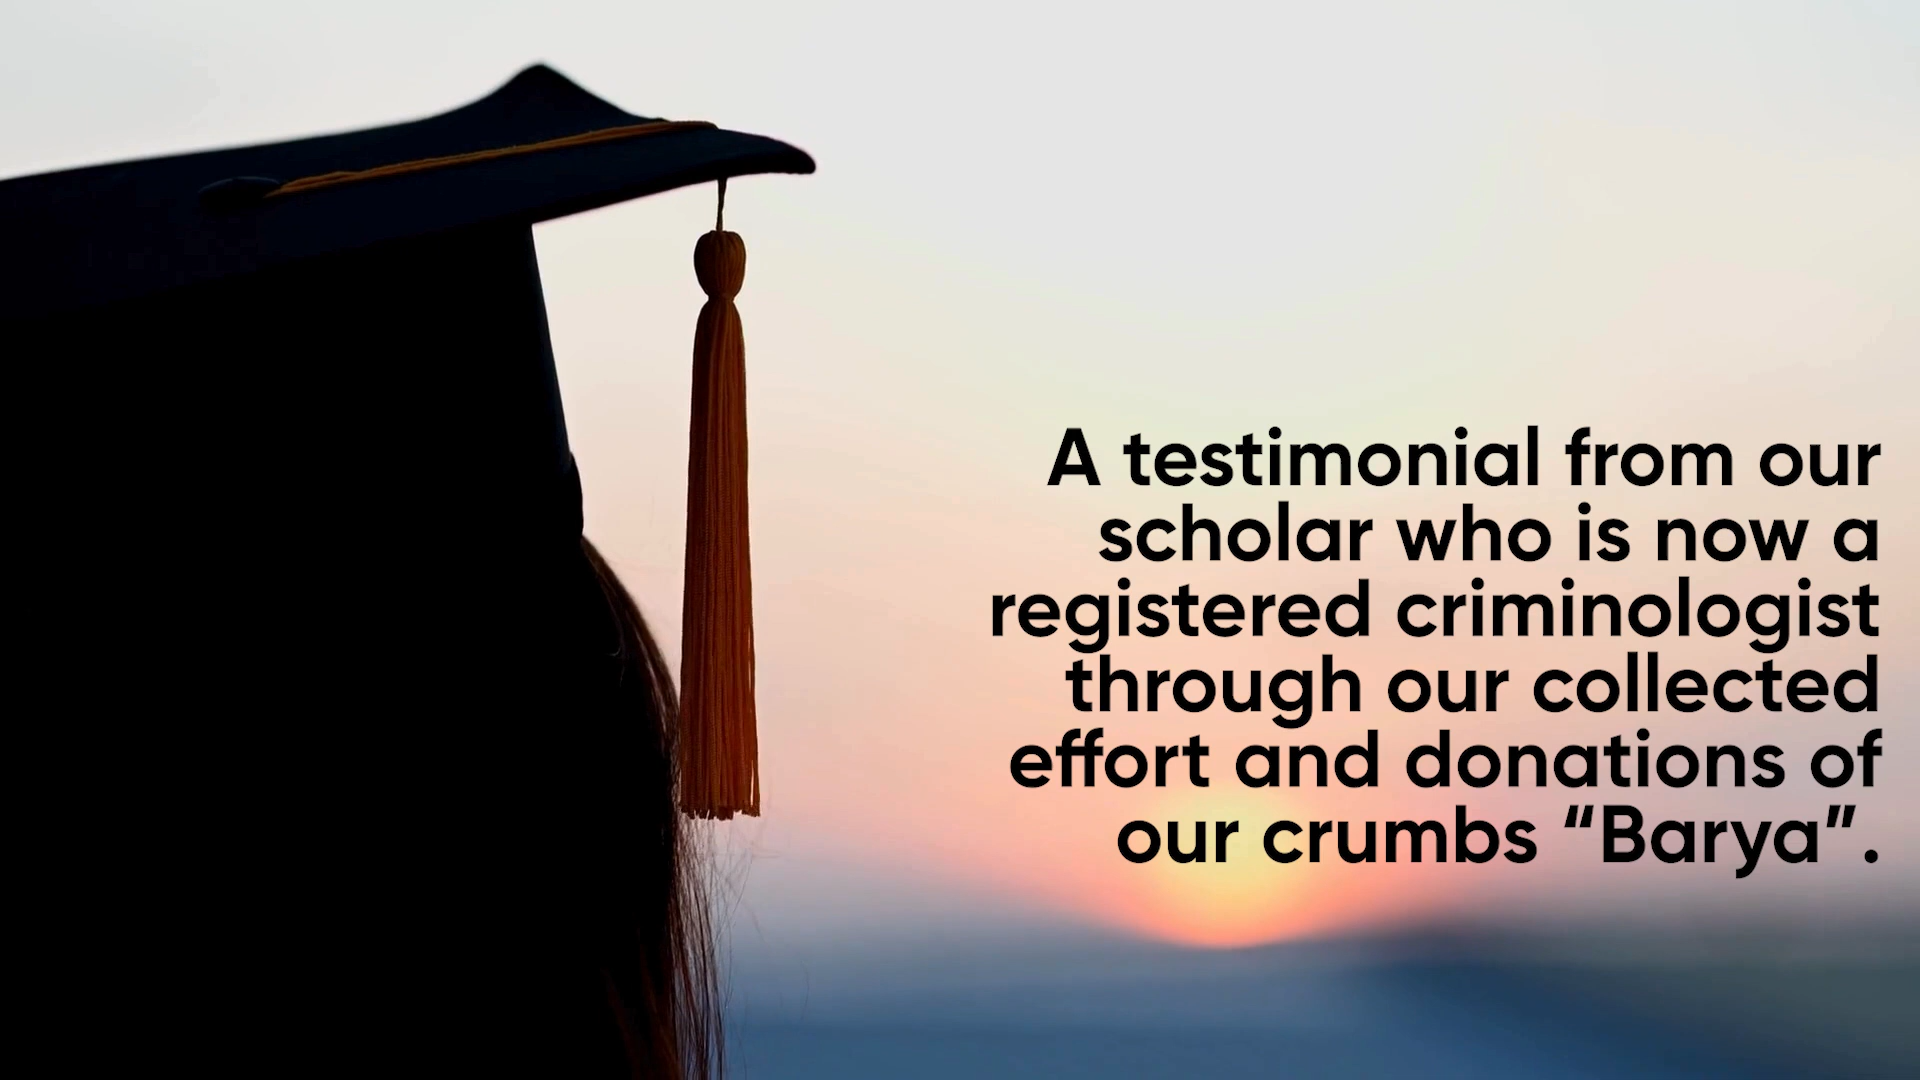 A testimonial from our
scholar who is now a
registered criminologist
through our collected
effort and donations of
our crumbs “Barya”.